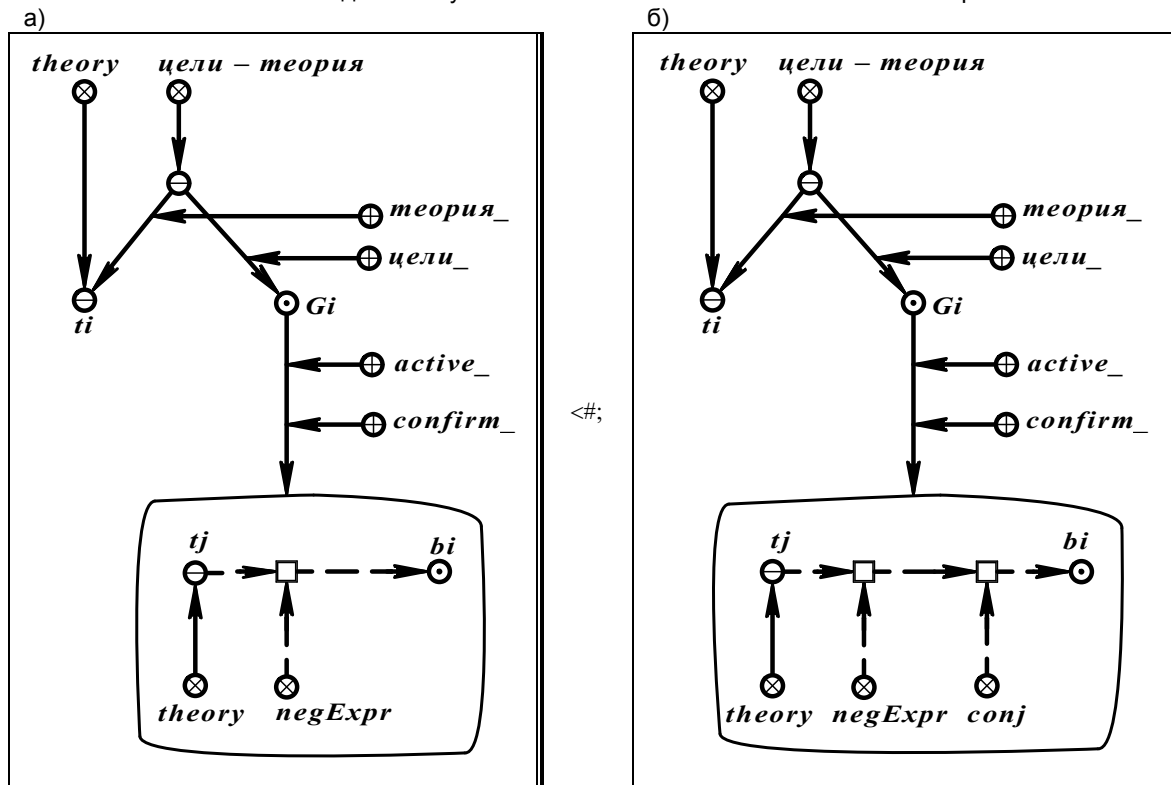 а)
theory цели – теория
теория_
цели_
Gi
ti
active_
confirm_
tj
bi
theory negExpr
<#;
б)
theory цели – теория
теория_
цели_
Gi
ti
active_
confirm_
tj
bi
theory negExpr conj